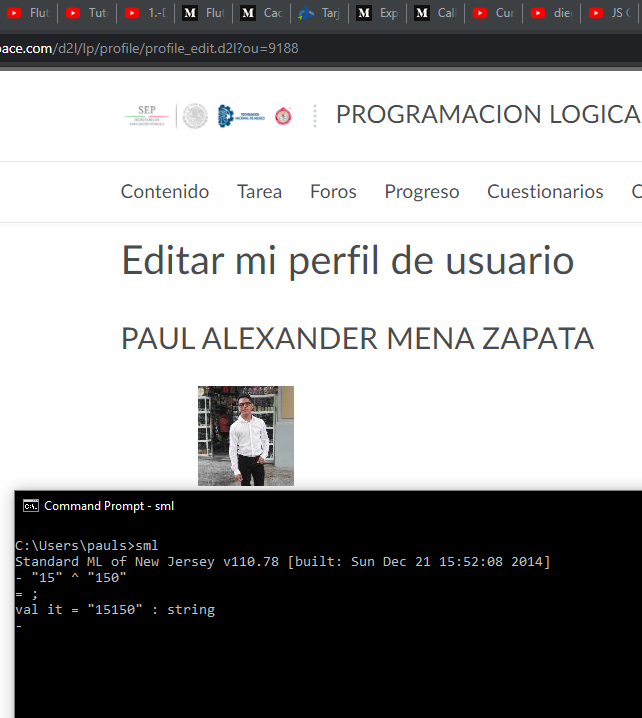 Flut Tuto 1.-D Flut Cac Tarj Exp Call Cur die JS C
pace.com/d2l/lp/profile/profile_edit.d2l?ou=9188
SEP
PROGRAMACION LOGICA
Contenido Tarea Foros Progreso Cuestionarios
Editar mi perfil de usuario
PAUL ALEXANDER MENA ZAPATA
Command Prompt - sml
C:\Users\pauls>sml
Standard ML of New Jersey v110.78 [built: Sun Dec 21 15:52:08 2014]
- "15" ^ "150"
= ;
val it = "15150" : string
-